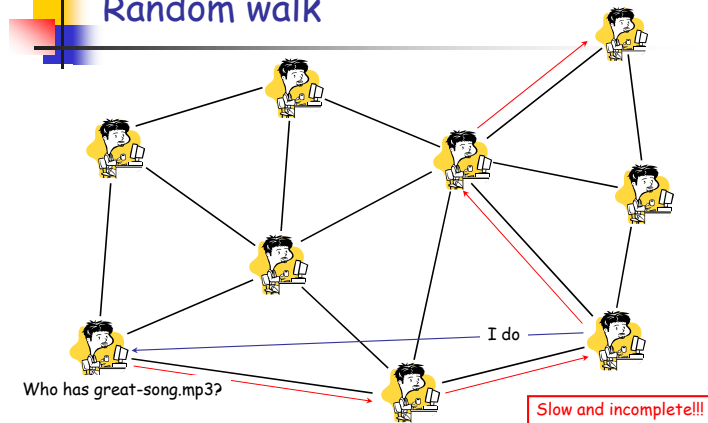 Random walk
I do
Who has great-song.mp3?
Slow and incomplete!!!